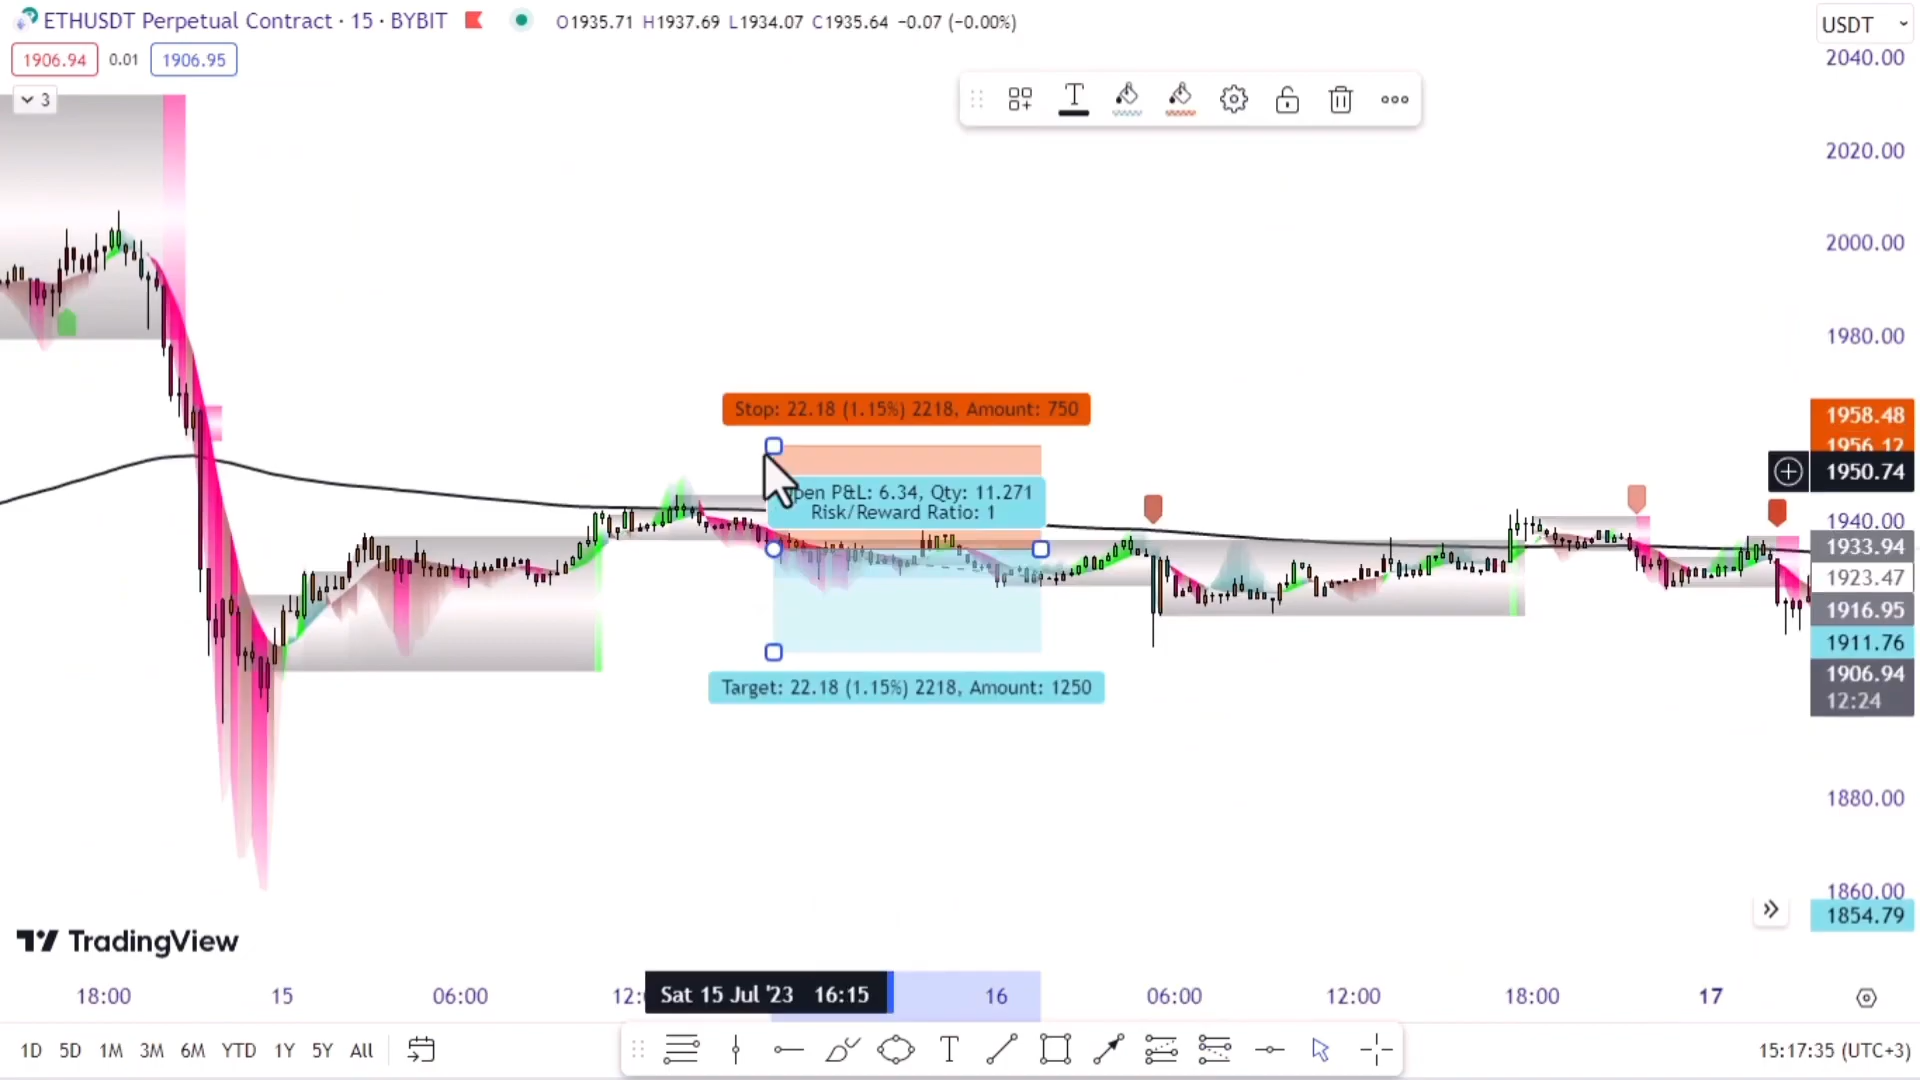 ETHUSDT Perpetual Contract · 15 · BYBIT
O1935.71 H1937.69 L1934.07 C1935.64 −0.07 (−0.00%)
USDT
1906.94
0.01
1906.95
3
2040.00
2020.00
2000.00
1980.00
Stop: 22.18 (1.15%) 2218, Amount: 750
1958.48
1956.12
1950.74
pen P&L: 6.34, Qty: 11.271
Risk/Reward Ratio: 1
1940.00
1933.94
1923.47
1916.95
1911.76
1906.94
12:24
Target: 22.18 (1.15%) 2218, Amount: 1250
1880.00
1860.00
1854.79
TradingView
18:00
15
06:00
12:
Sat 15 Jul '23 16:15
16
06:00
12:00
18:00
17
1D 5D 1M 3M 6M YTD 1Y 5Y All
T
15:17:35 (UTC+3)